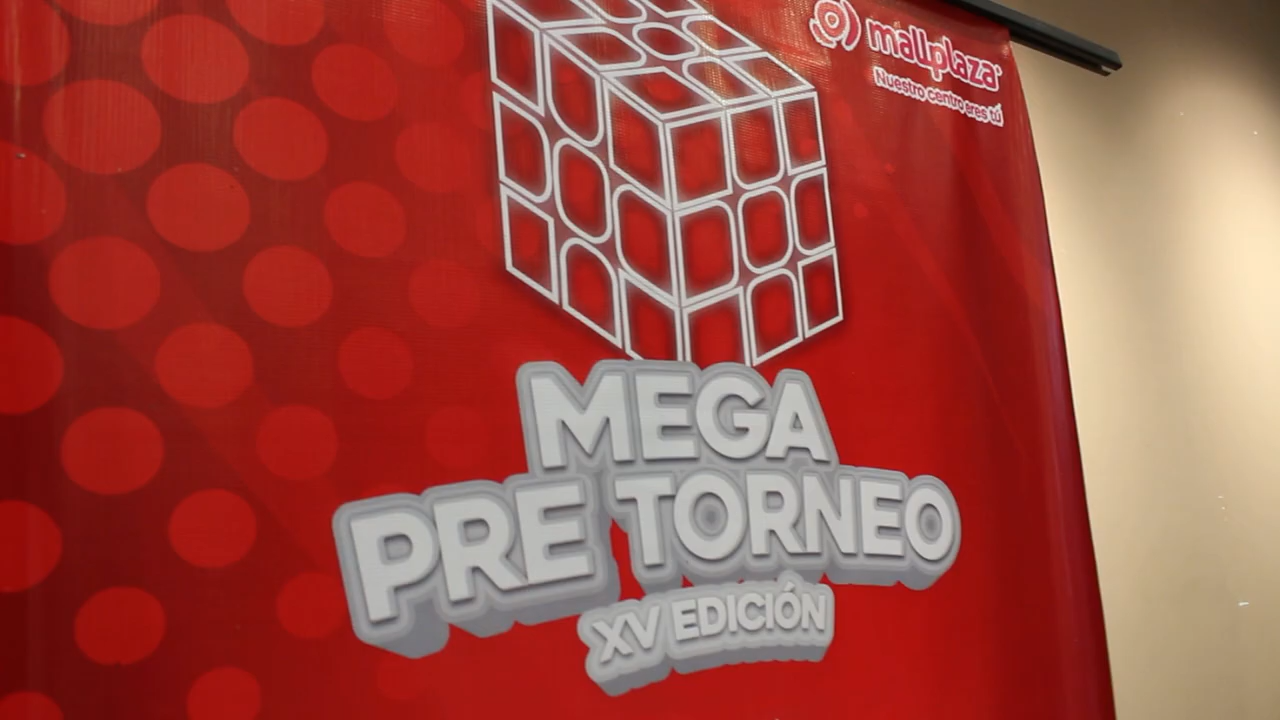 mallplaza
Nuestro centro eres tú
MEGA
PRE TORNEO
XV EDICIÓN